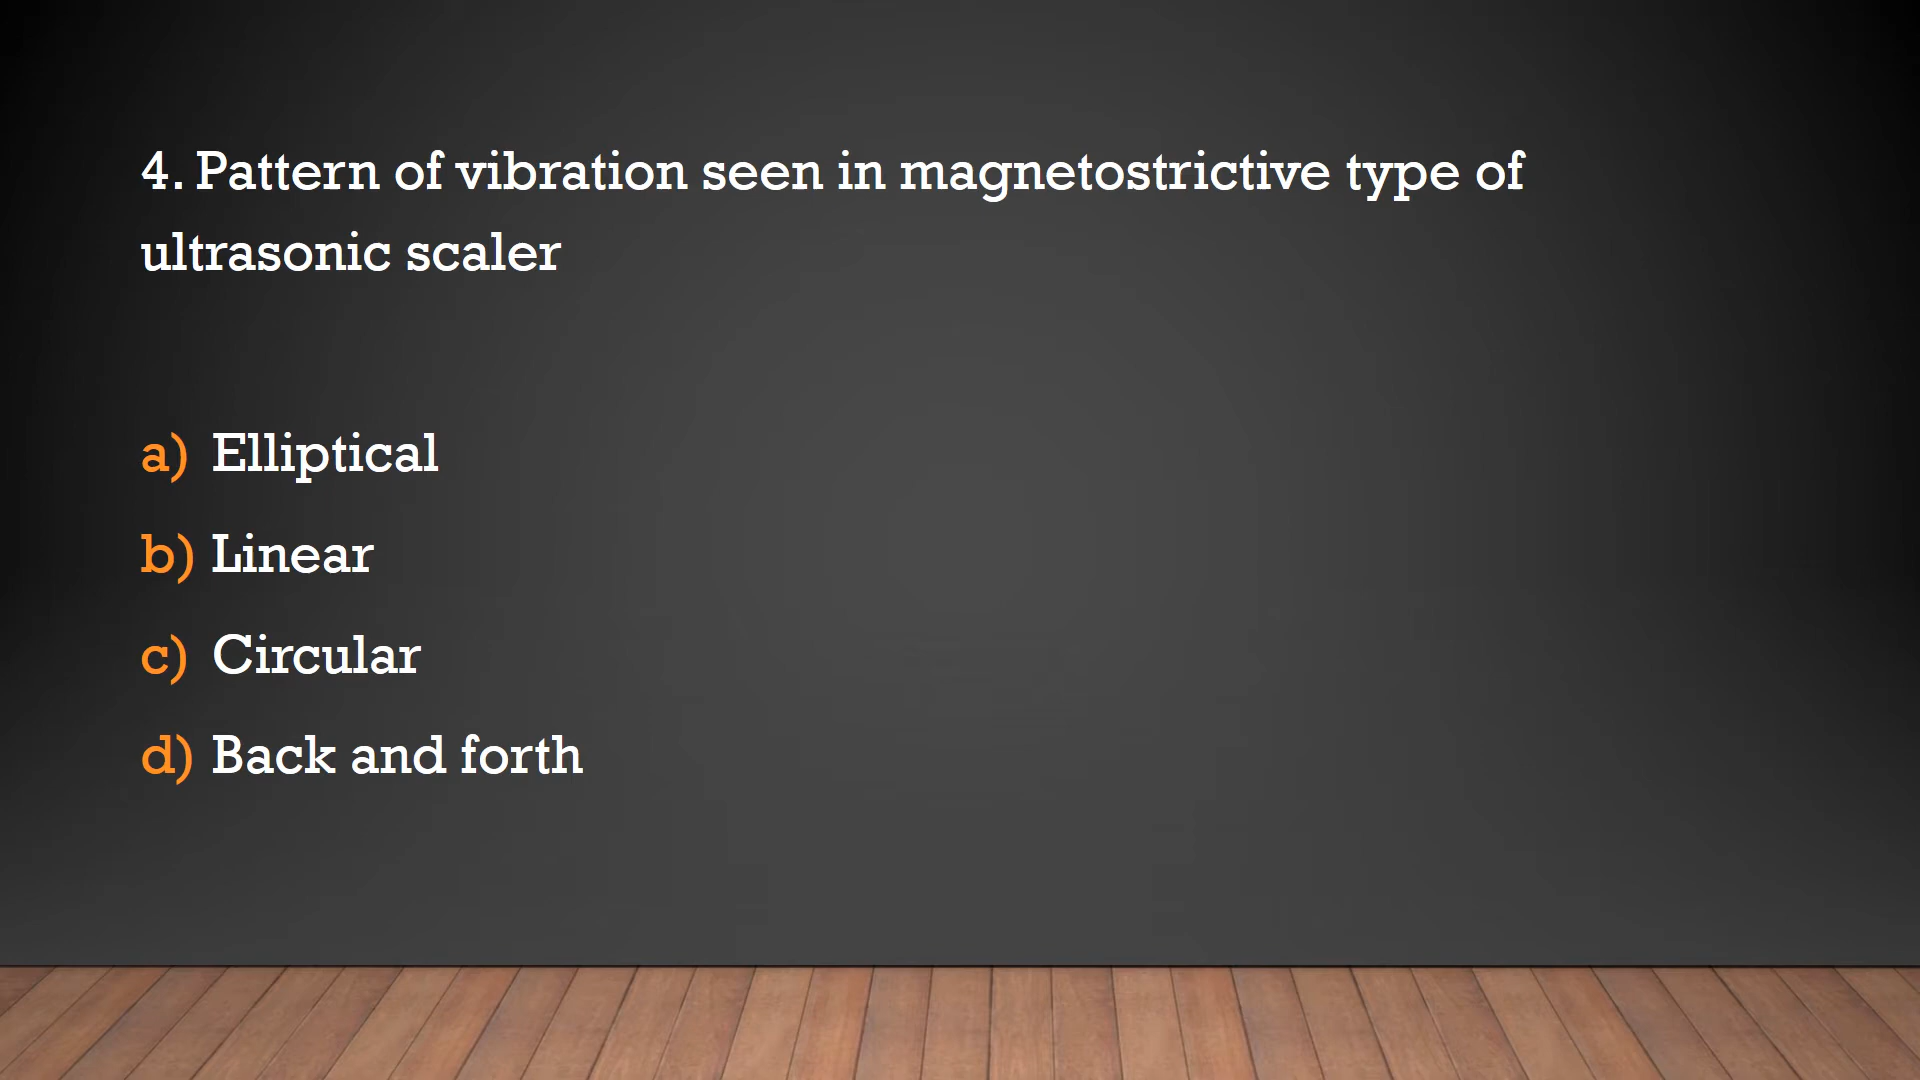 4. Pattern of vibration seen in magnetostrictive type of
ultrasonic scaler
a) Elliptical
b) Linear
c) Circular
d) Back and forth